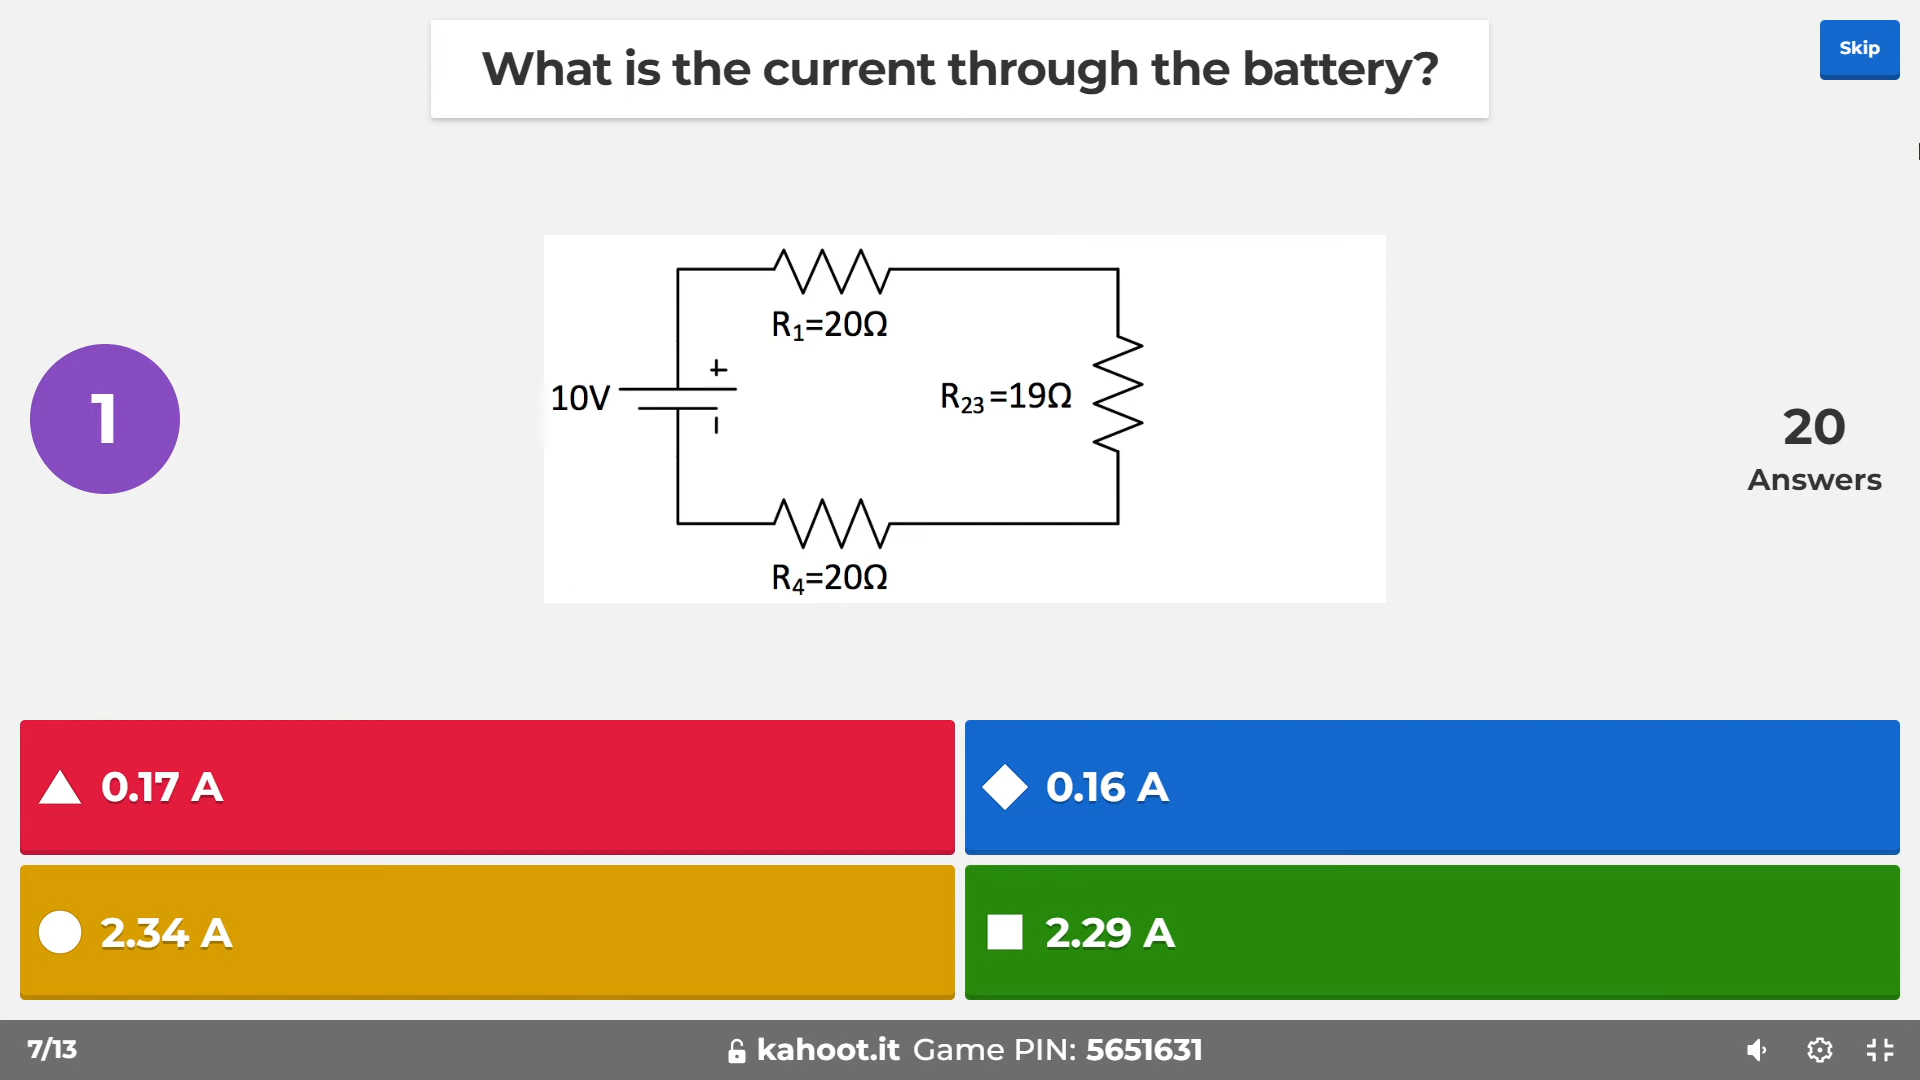 What is the current through the battery?
Skip
R₁=20Ω
+
10V
R₂₃=19Ω
1
20
Answers
R₄=20Ω
0.17 A
0.16 A
2.34 A
2.29 A
7/13
kahoot.it Game PIN: 5651631